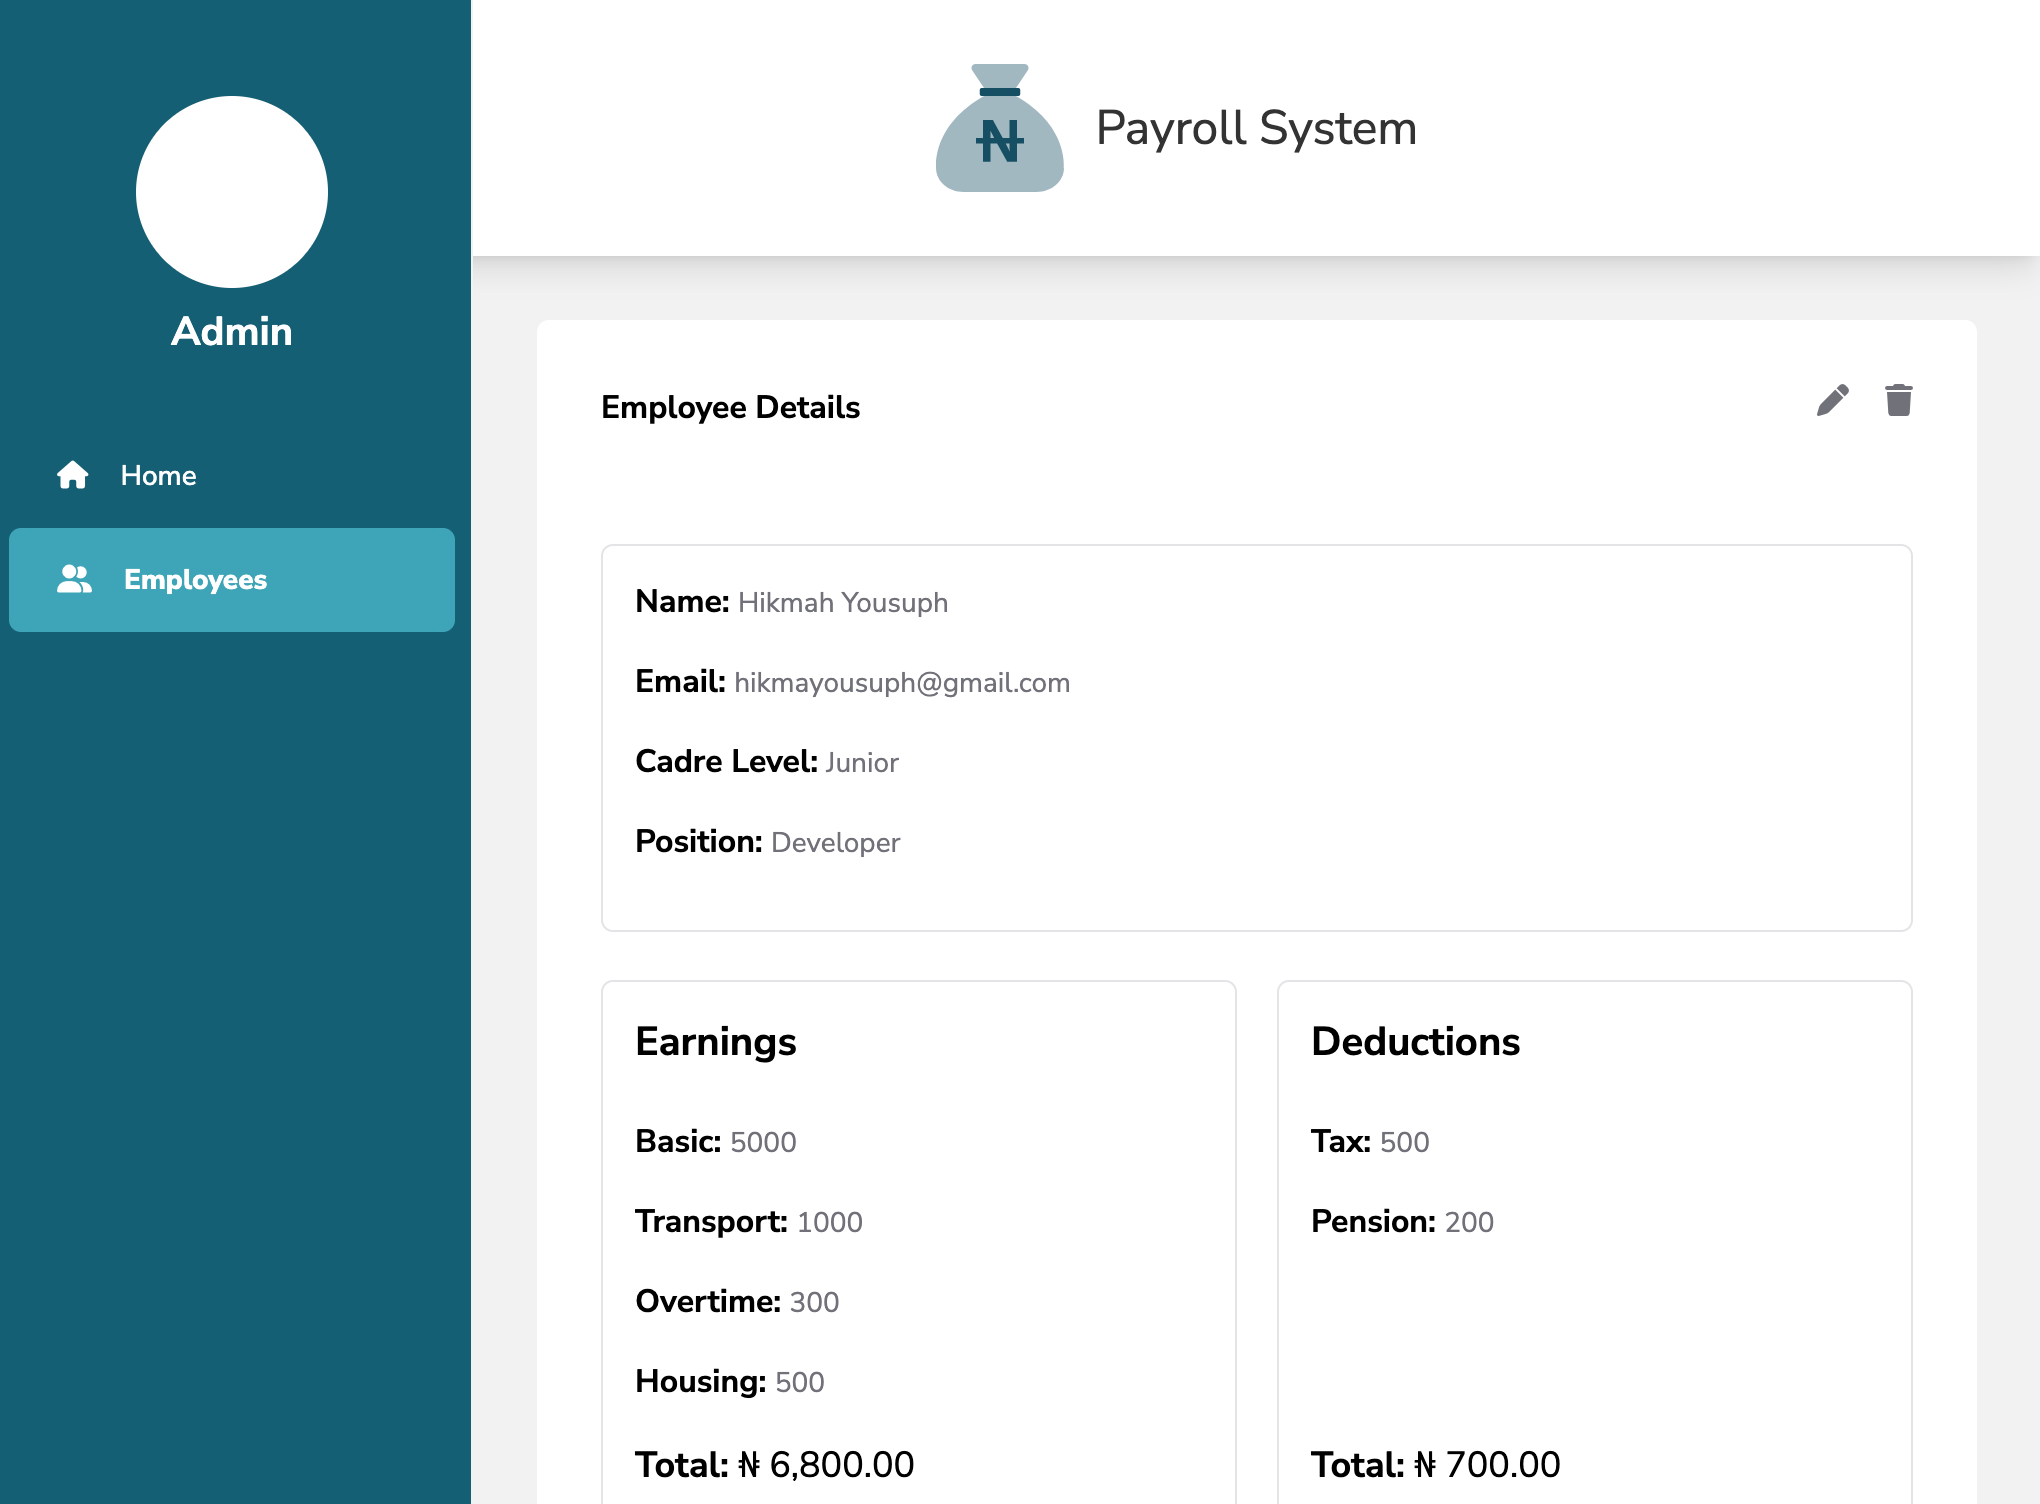 ₦ Payroll System
Admin
Home
Employees
Employee Details
Name: Hikmah Yousuph
Email: hikmayousuph@gmail.com
Cadre Level: Junior
Position: Developer
Earnings
Basic: 5000
Transport: 1000
Overtime: 300
Housing: 500
Total: ₦ 6,800.00
Deductions
Tax: 500
Pension: 200
Total: ₦ 700.00